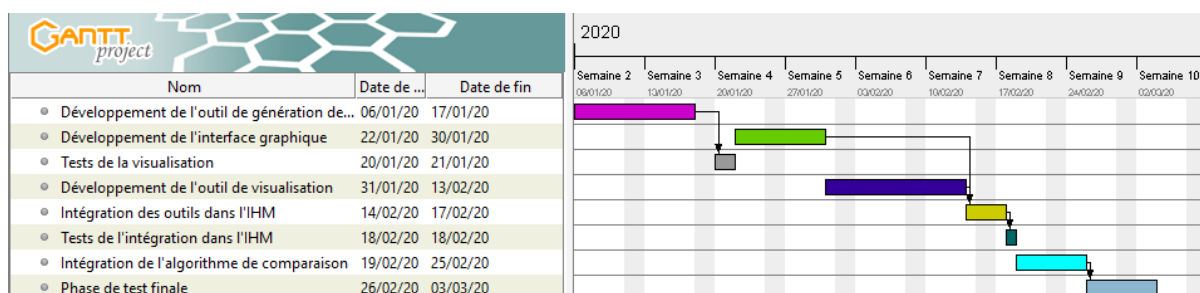 GANTT
project
2020
Semaine 2 Semaine 3 Semaine 4 Semaine 5 Semaine 6 Semaine 7 Semaine 8 Semaine 9 Semaine 10
06/01/20 13/01/20 20/01/20 27/01/20 03/02/20 10/02/20 17/02/20 24/02/20 02/03/20
Nom Date de ... Date de fin
Développement de l'outil de génération de... 06/01/20 17/01/20
Développement de l'interface graphique 22/01/20 30/01/20
Tests de la visualisation 20/01/20 21/01/20
Développement de l'outil de visualisation 31/01/20 13/02/20
Intégration des outils dans l'IHM 14/02/20 17/02/20
Tests de l'intégration dans l'IHM 18/02/20 18/02/20
Intégration de l'algorithme de comparaison 19/02/20 25/02/20
Phase de test finale 26/02/20 03/03/20